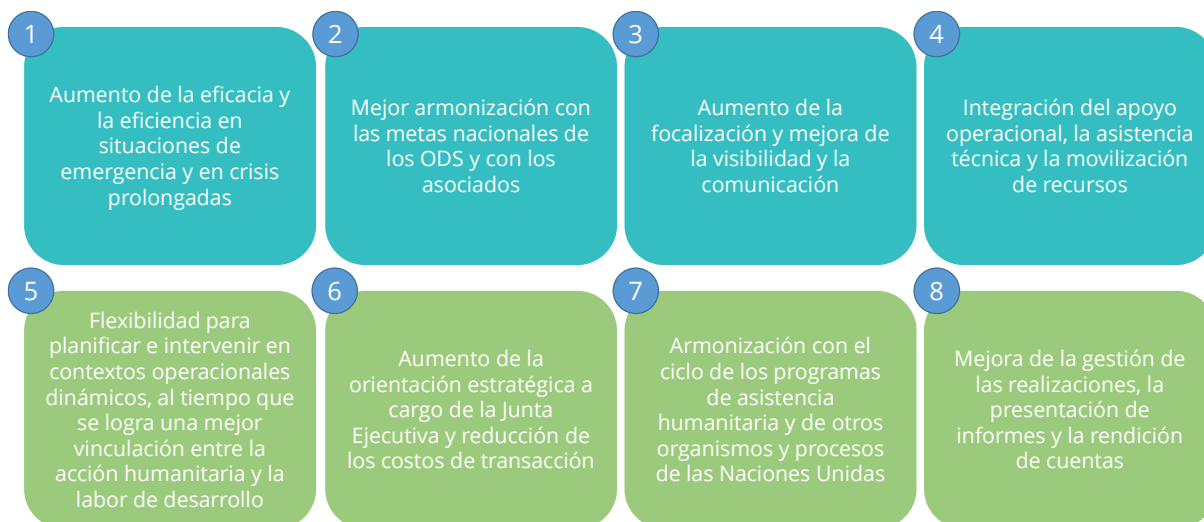 1
Aumento de la eficacia y
la eficiencia en
situaciones de
emergencia y en crisis
prolongadas
2
Mejor armonización con
las metas nacionales de
los ODS y con los
asociados
3
Aumento de la
focalización y mejora de
la visibilidad y la
comunicación
4
Integración del apoyo
operacional, la asistencia
técnica y la movilización
de recursos
5
Flexibilidad para
planificar e intervenir en
contextos operacionales
dinámicos, al tiempo que
se logra una mejor
vinculación entre la
acción humanitaria y la
labor de desarrollo
6
Aumento de la
orientación estratégica a
cargo de la Junta
Ejecutiva y reducción de
los costos de transacción
7
Armonización con el
ciclo de los programas
de asistencia
humanitaria y de otros
organismos y procesos
de las Naciones Unidas
8
Mejora de la gestión de
las realizaciones, la
presentación de
informes y la rendición
de cuentas